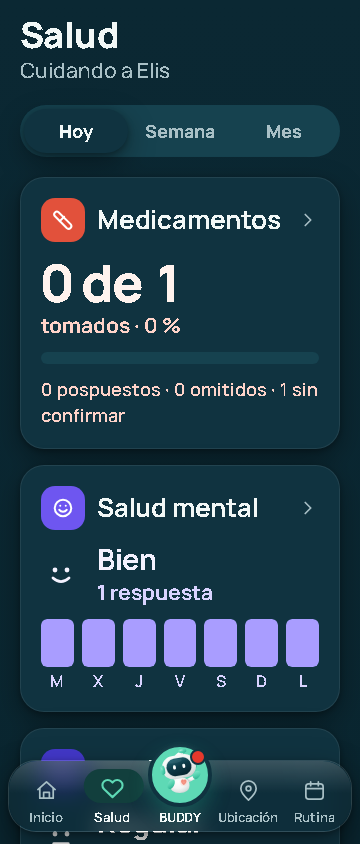 Salud
Cuidando a Elis
Hoy Semana Mes
Medicamentos
0 de 1
tomados · 0 %
0 pospuestos · 0 omitidos · 1 sin
confirmar
Salud mental
Bien
1 respuesta
M X J V S D L
Regular
Inicio Salud BUDDY Ubicación Rutina